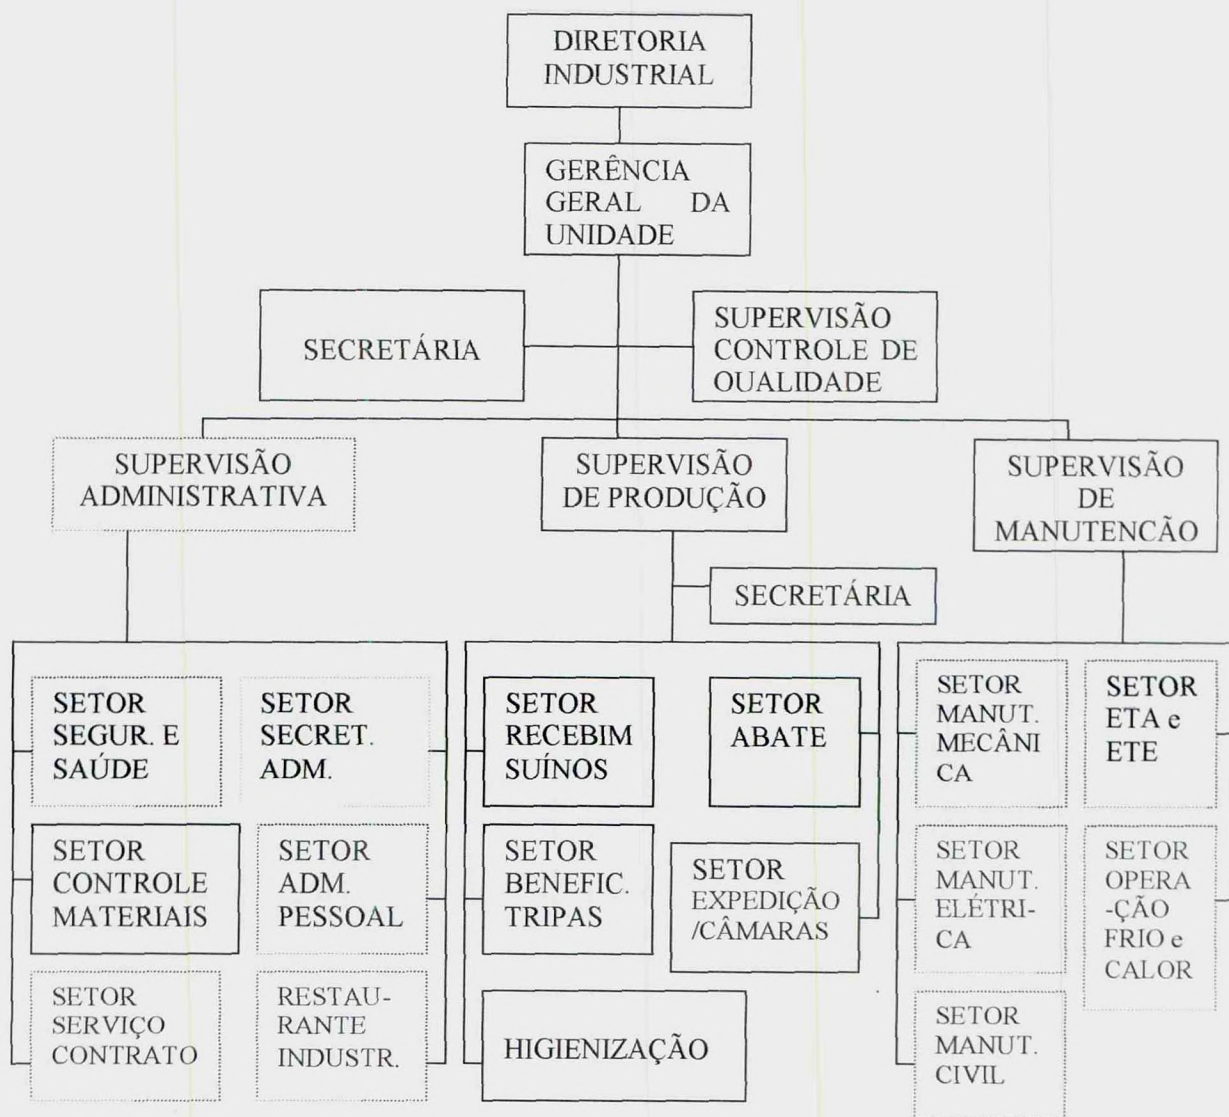 DIRETORIA
INDUSTRIAL
GERÊNCIA
GERAL DA
UNIDADE
SECRETÁRIA
SUPERVISÃO
CONTROLE DE
OUALIDADE
SUPERVISÃO
ADMINISTRATIVA
SUPERVISÃO
DE PRODUÇÃO
SUPERVISÃO
DE
MANUTENCÃO
SECRETÁRIA
SETOR
SEGUR. E
SAÚDE
SETOR
SECRET.
ADM.
SETOR
CONTROLE
MATERIAIS
SETOR
ADM.
PESSOAL
SETOR
SERVIÇO
CONTRATO
RESTAU-
RANTE
INDUSTR.
SETOR
RECEBIM
SUÍNOS
SETOR
ABATE
SETOR
BENEFIC.
TRIPAS
SETOR
EXPEDIÇÃO
/CÂMARAS
HIGIENIZAÇÃO
SETOR
MANUT.
MECÂNI
CA
SETOR
ETA e
ETE
SETOR
MANUT.
ELÉTRI-
CA
SETOR
OPERA
-ÇÃO
FRIO e
CALOR
SETOR
MANUT.
CIVIL